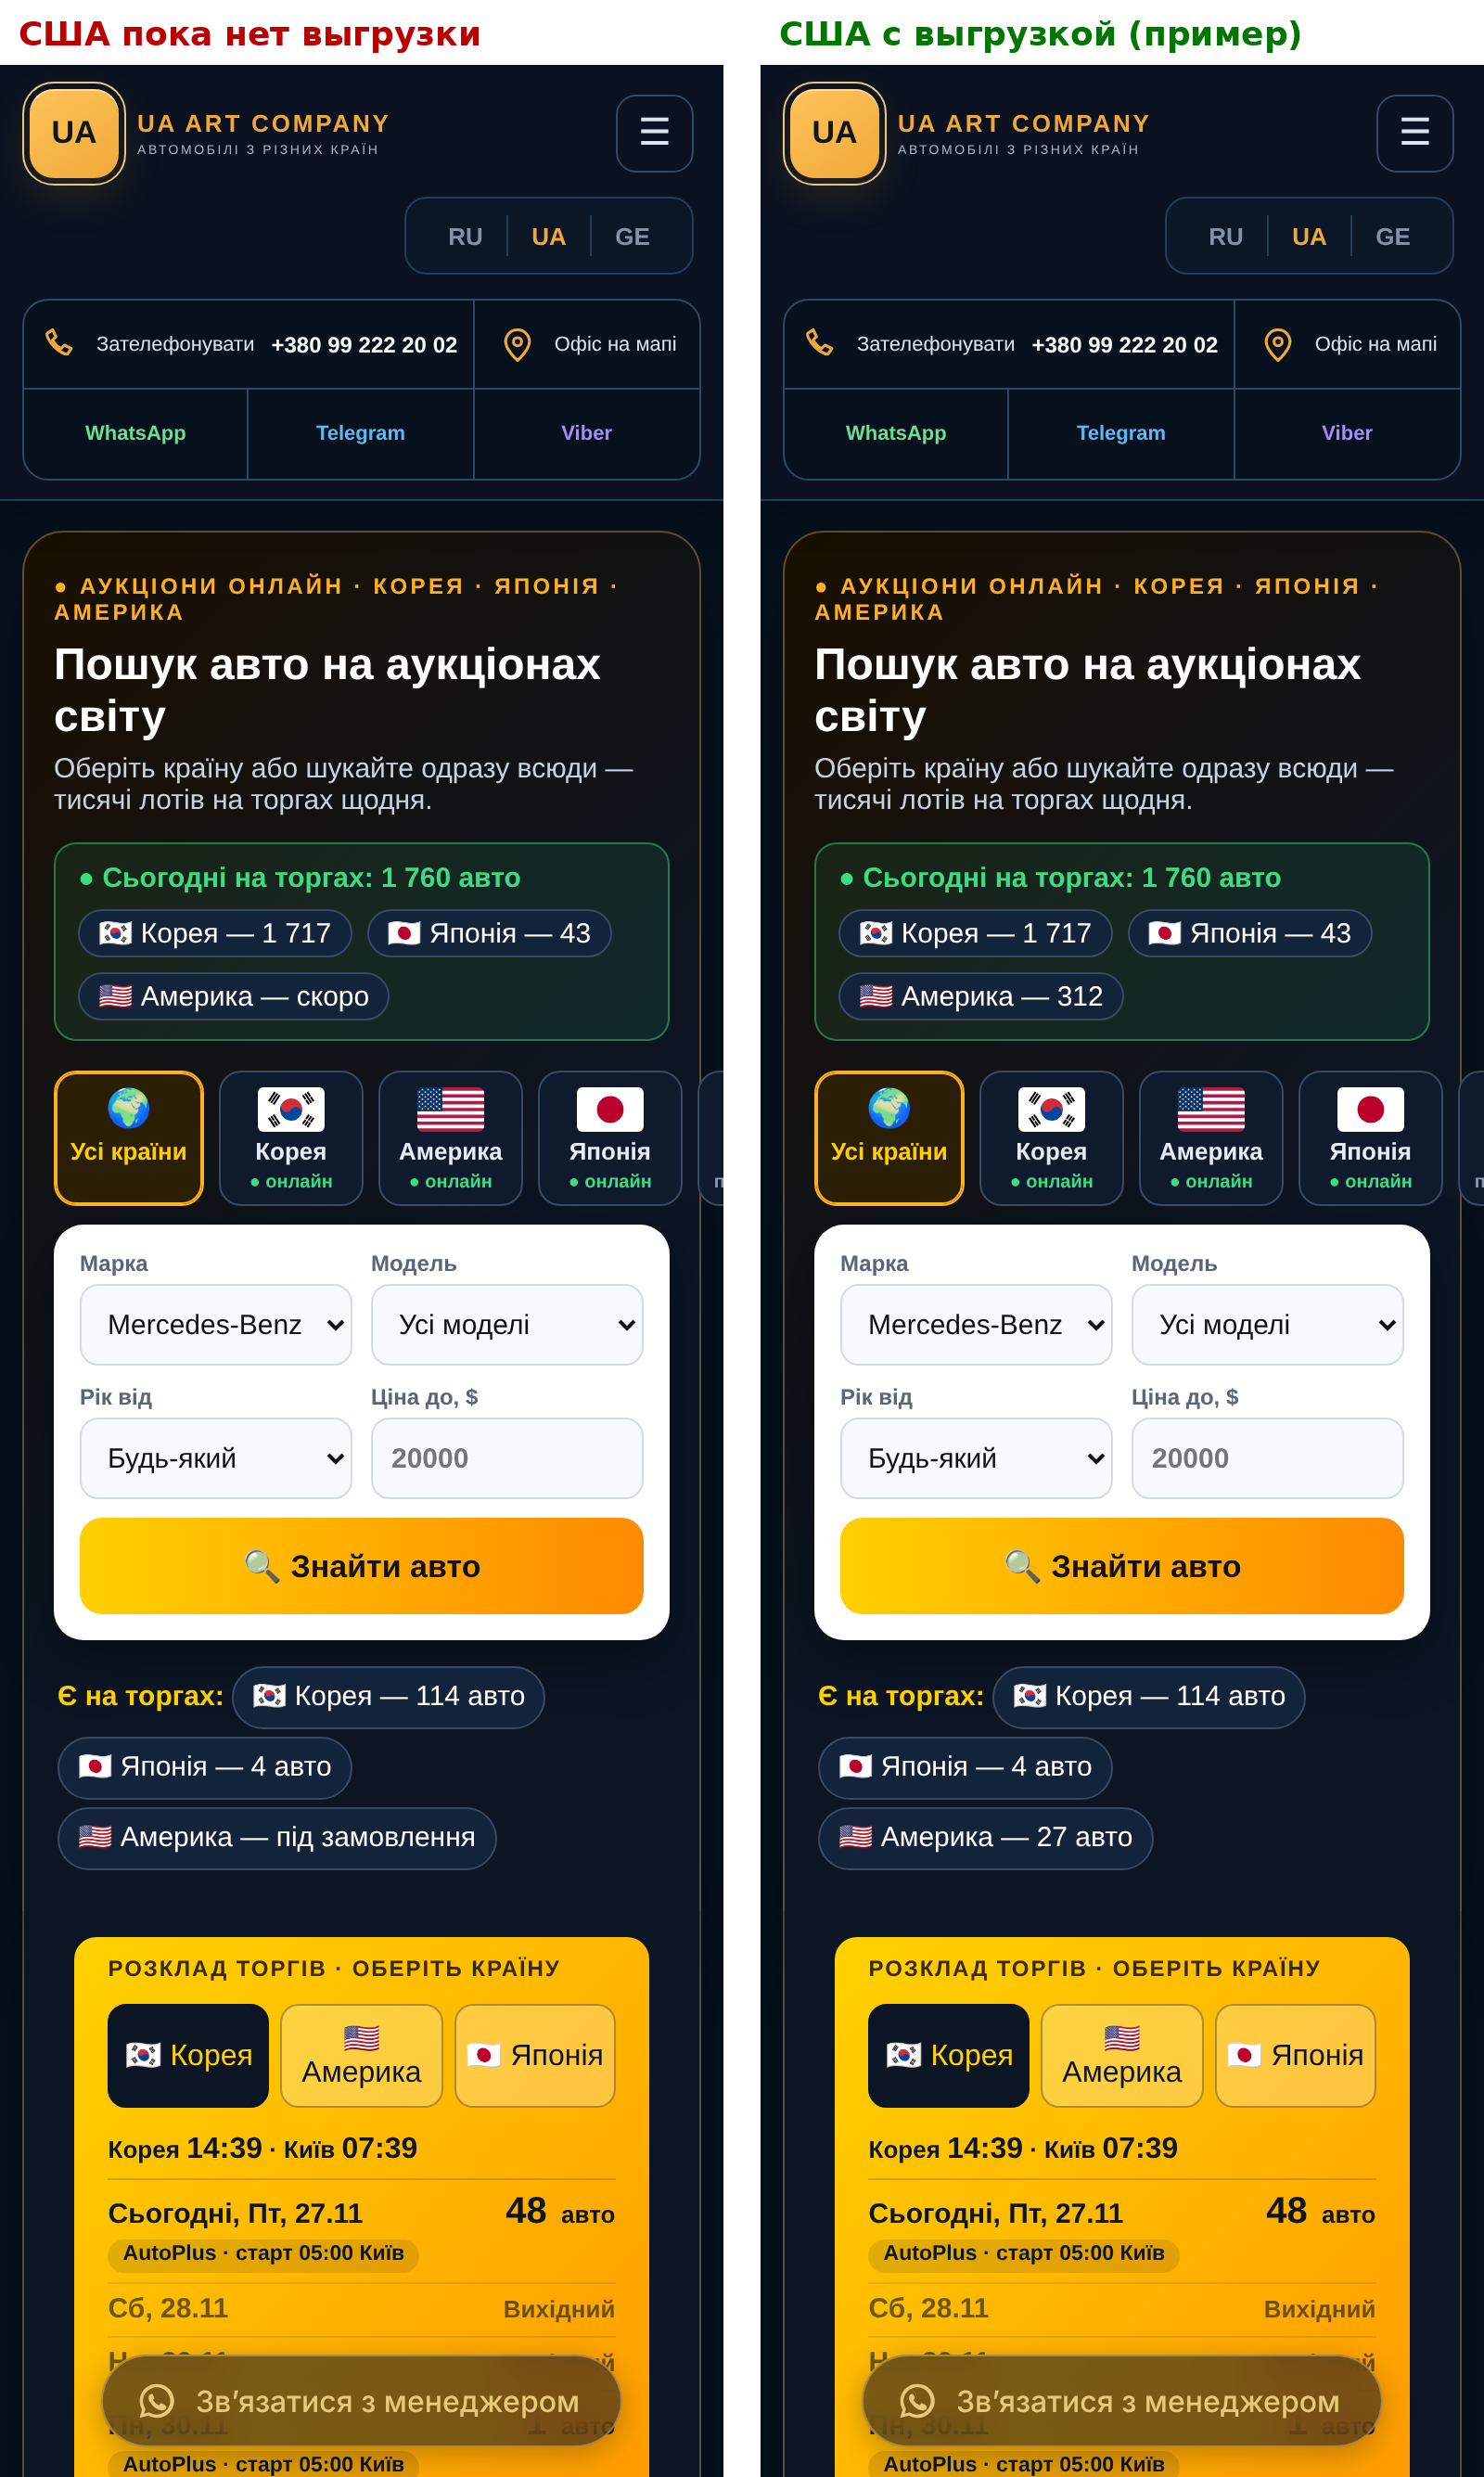 США пока нет выгрузки
UA
UA ART COMPANY
АВТОМОБІЛІ З РІЗНИХ КРАЇН
☰
RU UA GE
Зателефонувати +380 99 222 20 02 Офіс на мапі
WhatsApp Telegram Viber
● АУКЦІОНИ ОНЛАЙН · КОРЕЯ · ЯПОНІЯ ·
АМЕРИКА
Пошук авто на аукціонах
світу
Оберіть країну або шукайте одразу всюди —
тисячі лотів на торгах щодня.
● Сьогодні на торгах: 1 760 авто
🇰🇷 Корея — 1 717 🇯🇵 Японія — 43
🇺🇸 Америка — скоро
Усі країни Корея Америка Японія
● онлайн ● онлайн ● онлайн
Марка Модель
Mercedes-Benz Усі моделі
Рік від Ціна до, $
Будь-який 20000
🔍 Знайти авто
Є на торгах: 🇰🇷 Корея — 114 авто
🇯🇵 Японія — 4 авто
🇺🇸 Америка — під замовлення
РОЗКЛАД ТОРГІВ · ОБЕРІТЬ КРАЇНУ
🇰🇷 Корея 🇺🇸 Америка 🇯🇵 Японія
Корея 14:39 · Київ 07:39
Сьогодні, Пт, 27.11 48 авто
AutoPlus · старт 05:00 Київ
Сб, 28.11 Вихідний
Зв’язатися з менеджером
Пн, 30.11 1 авто
AutoPlus · старт 05:00 Київ
США с выгрузкой (пример)
UA
UA ART COMPANY
АВТОМОБІЛІ З РІЗНИХ КРАЇН
☰
RU UA GE
Зателефонувати +380 99 222 20 02 Офіс на мапі
WhatsApp Telegram Viber
● АУКЦІОНИ ОНЛАЙН · КОРЕЯ · ЯПОНІЯ ·
АМЕРИКА
Пошук авто на аукціонах
світу
Оберіть країну або шукайте одразу всюди —
тисячі лотів на торгах щодня.
● Сьогодні на торгах: 1 760 авто
🇰🇷 Корея — 1 717 🇯🇵 Японія — 43
🇺🇸 Америка — 312
Усі країни Корея Америка Японія
● онлайн ● онлайн ● онлайн
Марка Модель
Mercedes-Benz Усі моделі
Рік від Ціна до, $
Будь-який 20000
🔍 Знайти авто
Є на торгах: 🇰🇷 Корея — 114 авто
🇯🇵 Японія — 4 авто
🇺🇸 Америка — 27 авто
РОЗКЛАД ТОРГІВ · ОБЕРІТЬ КРАЇНУ
🇰🇷 Корея 🇺🇸 Америка 🇯🇵 Японія
Корея 14:39 · Київ 07:39
Сьогодні, Пт, 27.11 48 авто
AutoPlus · старт 05:00 Київ
Сб, 28.11 Вихідний
Зв’язатися з менеджером
Пн, 30.11 1 авто
AutoPlus · старт 05:00 Київ